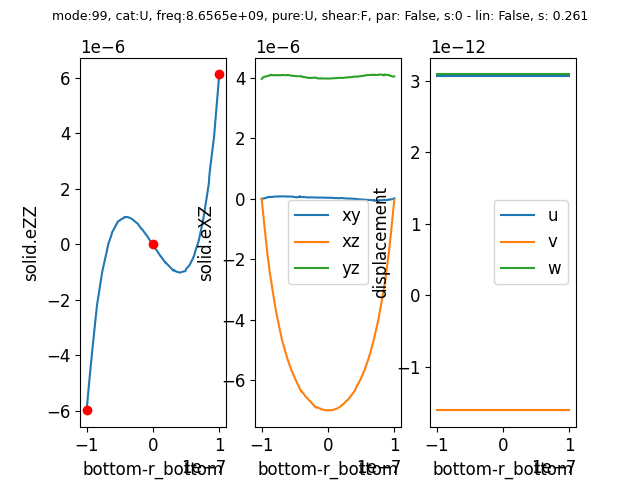 mode:99, cat:U, freq:8.6565e+09, pure:U, shear:F, par: False, s:0 - lin: False, s: 0.261
1e−6
6
4
2
0
−2
−4
−6
−1
0
1
1e−7
bottom-r_bottom
solid.eZZ
1e−6
4
2
0
−2
−4
−6
−1
0
1
1e−7
bottom-r_bottom
solid.eXZ
xy
xz
yz
1e−12
3
2
1
0
−1
−1
0
1
bottom-r_bottom
1e−7
displacement
u
v
w